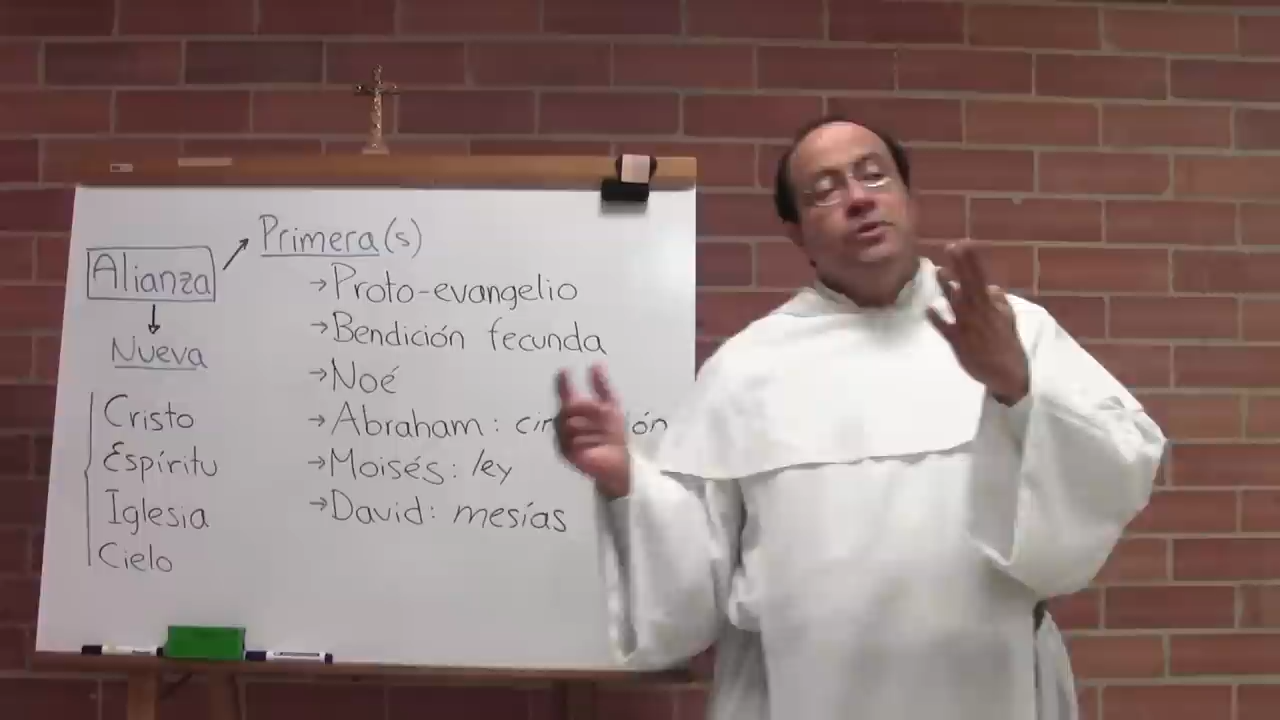 Alianza
Nueva
Cristo
Espíritu
Iglesia
Cielo
Primera(s)
→Proto-evangelio
→Bendición fecunda
→Noé
→Abraham:
→Moisés: ley
→David: mesías